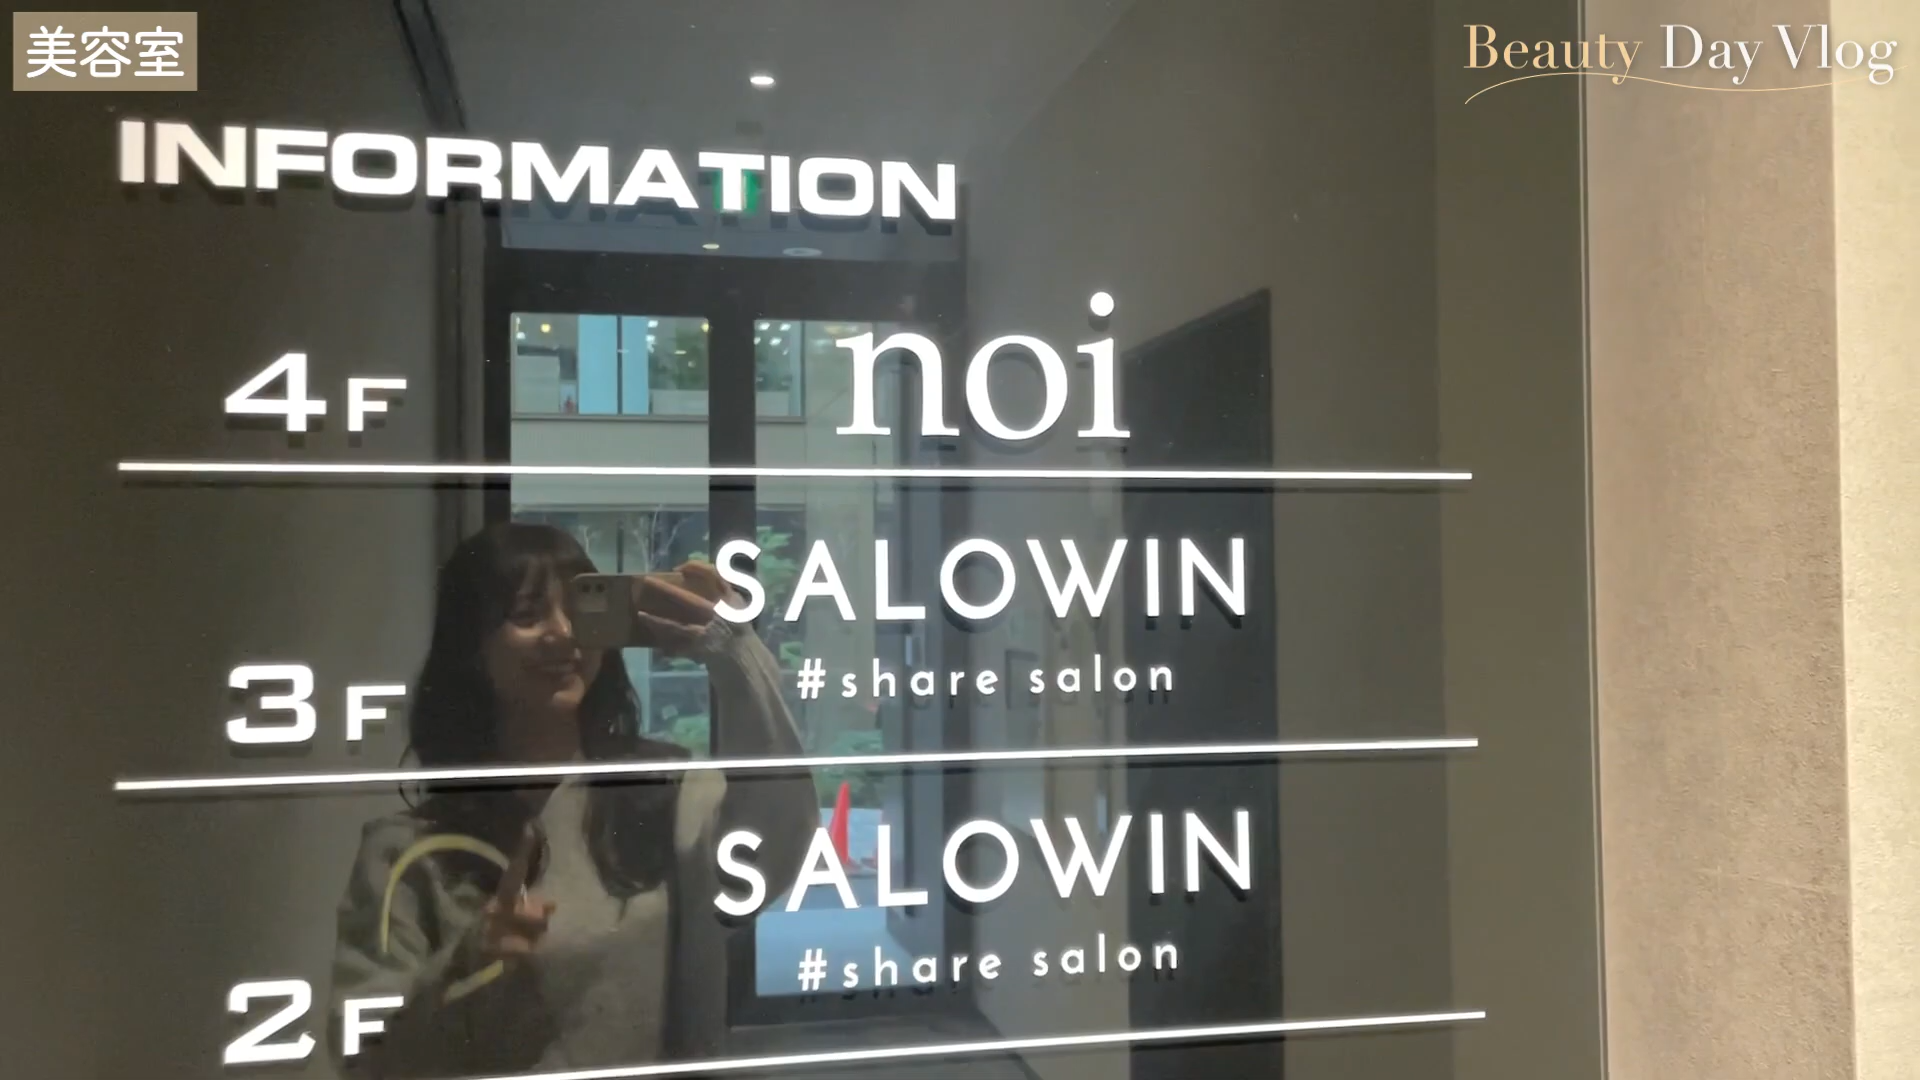 美容室
Beauty Day Vlog
INFORMATION
4F noi
3F SALOWIN
#share salon
2F SALOWIN
#share salon